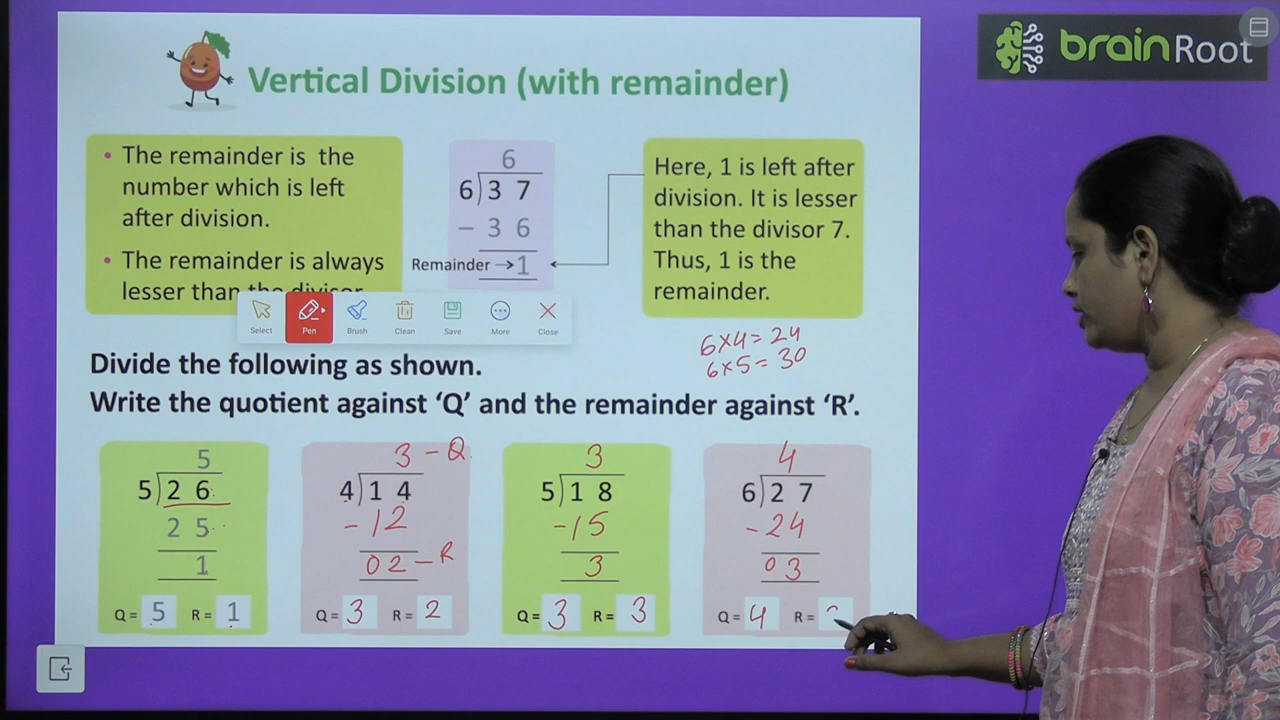 brainRoot
Vertical Division (with remainder)
• The remainder is the
number which is left
after division.
• The remainder is always
lesser than the divisor
6
6)3 7
– 3 6
Remainder → 1
Here, 1 is left after
division. It is lesser
than the divisor 7.
Thus, 1 is the
remainder.
Select Pen Brush Clean Save More Close
6x4=24
6x5=30
Divide the following as shown.
Write the quotient against ‘Q’ and the remainder against ‘R’.
5
5)2 6
2 5
1
Q = 5 R = 1
3 – Q
4)1 4
-12
02 – R
Q = 3 R = 2
3
5)1 8
-15
3
Q = 3 R = 3
4
6)2 7
-24
03
Q = 4 R =